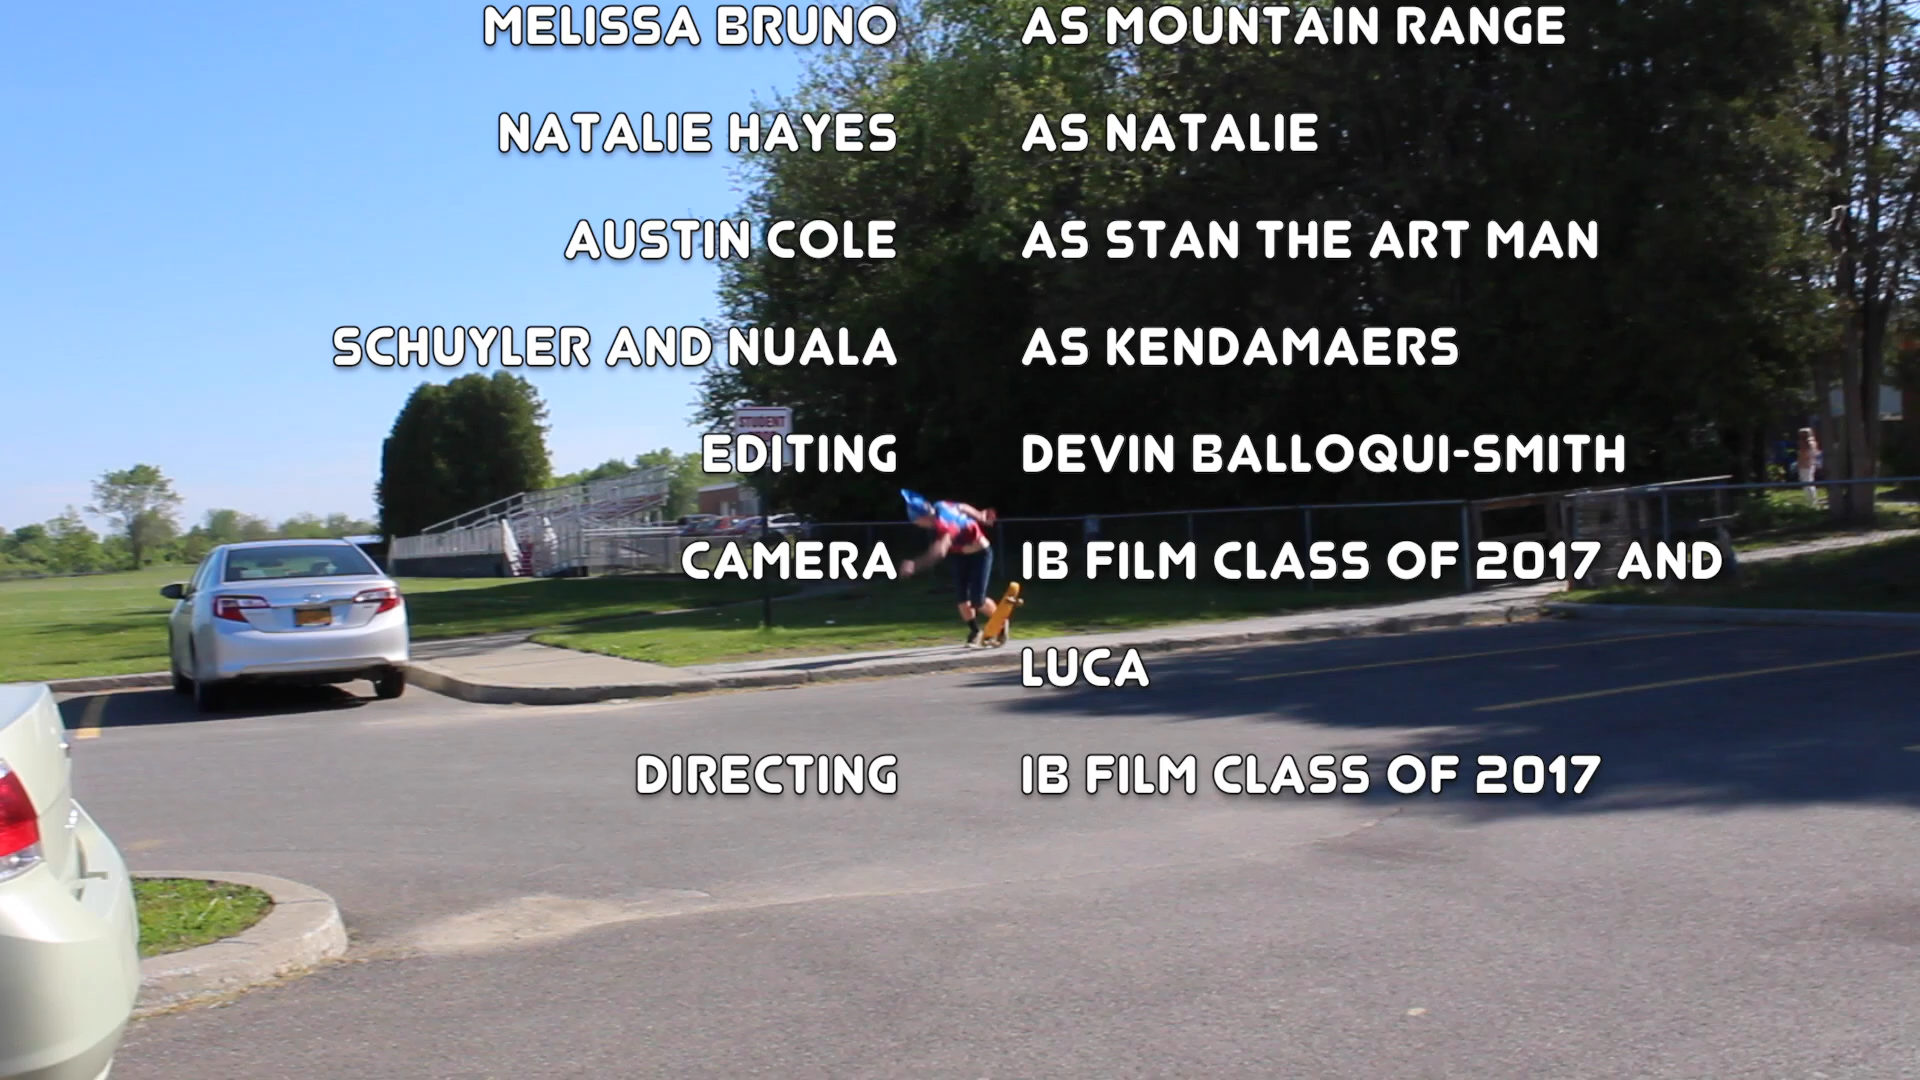 MELISSA BRUNO AS MOUNTAIN RANGE
NATALIE HAYES AS NATALIE
AUSTIN COLE AS STAN THE ART MAN
SCHUYLER AND NUALA AS KENDAMAERS
STUDENT
EDITING DEVIN BALLOQUI-SMITH
CAMERA IB FILM CLASS OF 2017 AND
LUCA
DIRECTING IB FILM CLASS OF 2017